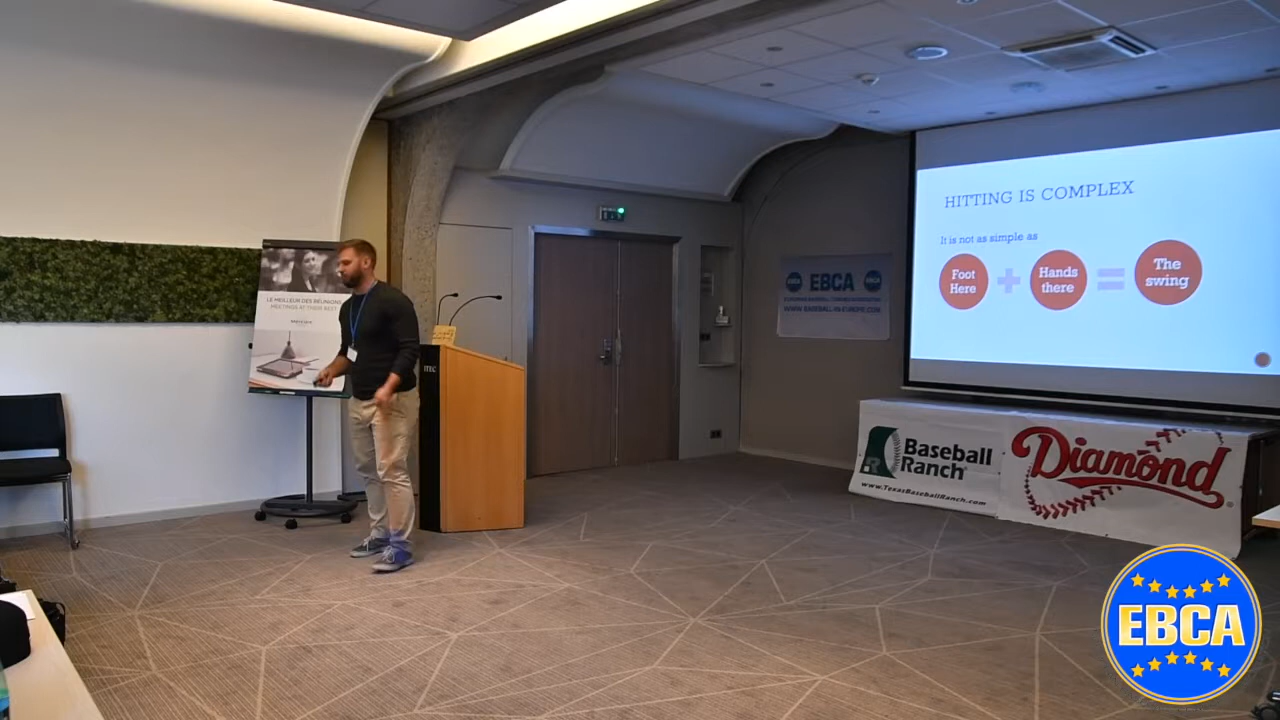 HITTING IS COMPLEX
It is not as simple as
Foot
Here
Hands
there
The
swing
EBCA
WWW.BASEBALL-IN-EUROPE.COM
LE MEILLEUR DES RÉUNIONS
MEETINGS AT THEIR BEST
ITEC
Baseball
Ranch
www.TexasBaseballRanch.com
Diamond
EBCA